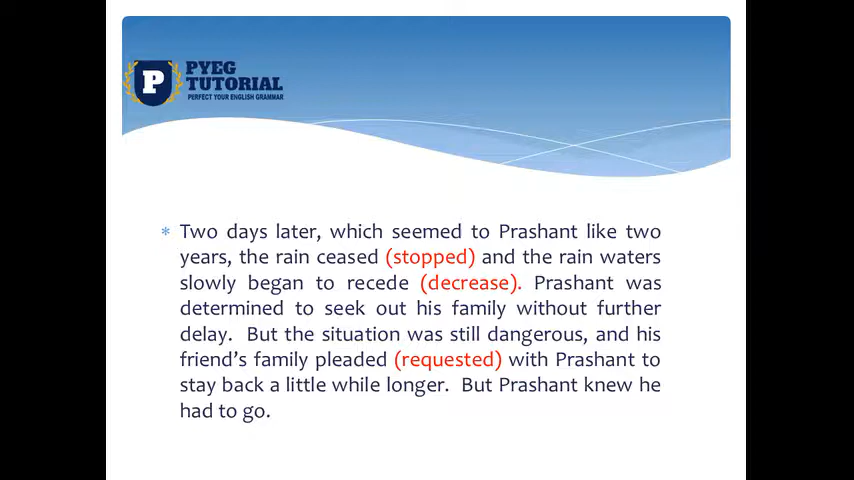 P
PYEG
TUTORIAL
PERFECT YOUR ENGLISH GRAMMAR
* Two days later, which seemed to Prashant like two
years, the rain ceased (stopped) and the rain waters
slowly began to recede (decrease). Prashant was
determined to seek out his family without further
delay. But the situation was still dangerous, and his
friend's family pleaded (requested) with Prashant to
stay back a little while longer. But Prashant knew he
had to go.